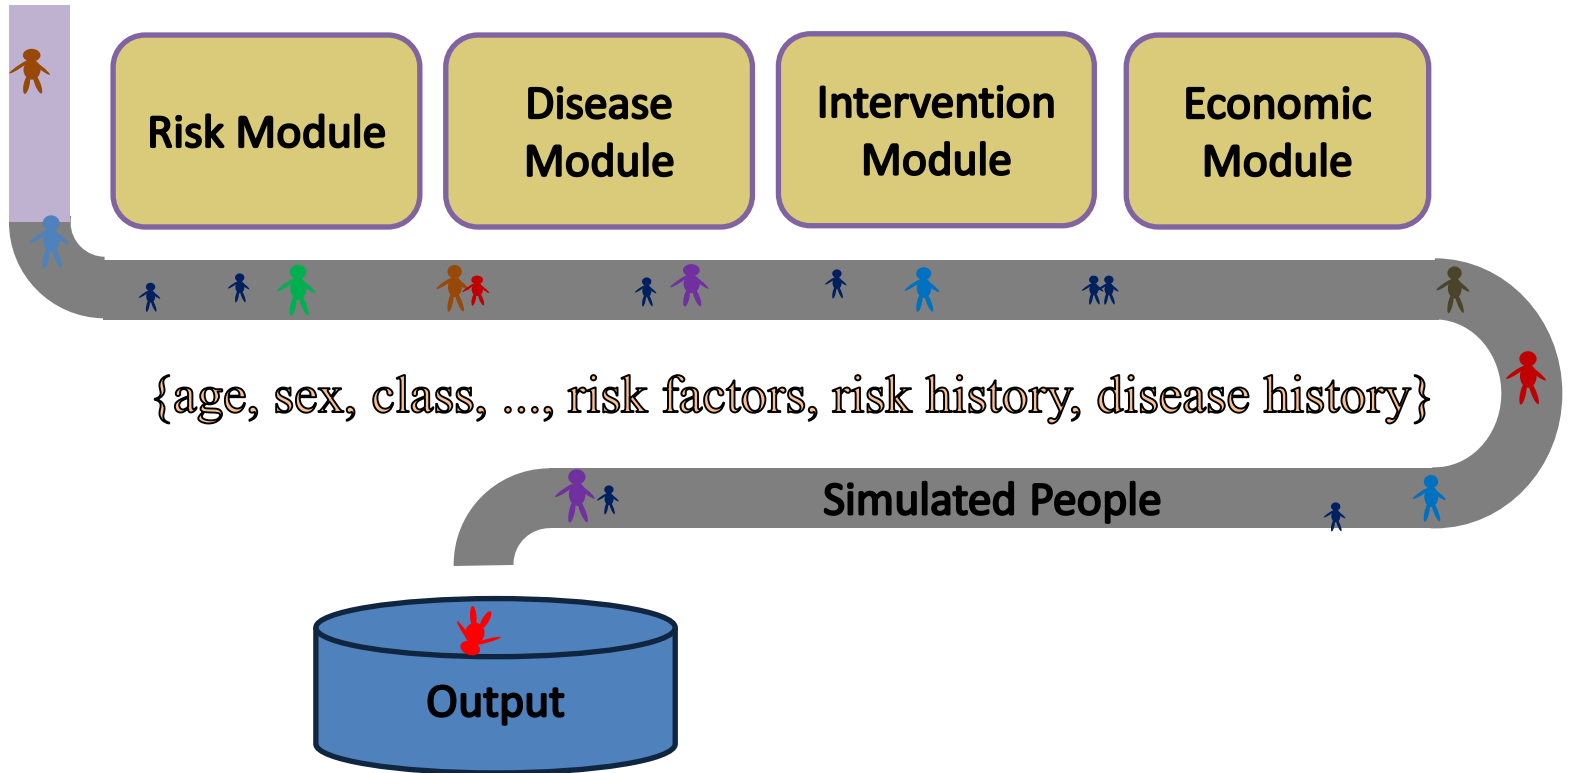 Risk Module
Disease
Module
Intervention
Module
Economic
Module
{age, sex, class, ..., risk factors, risk history, disease history}
Simulated People
Output